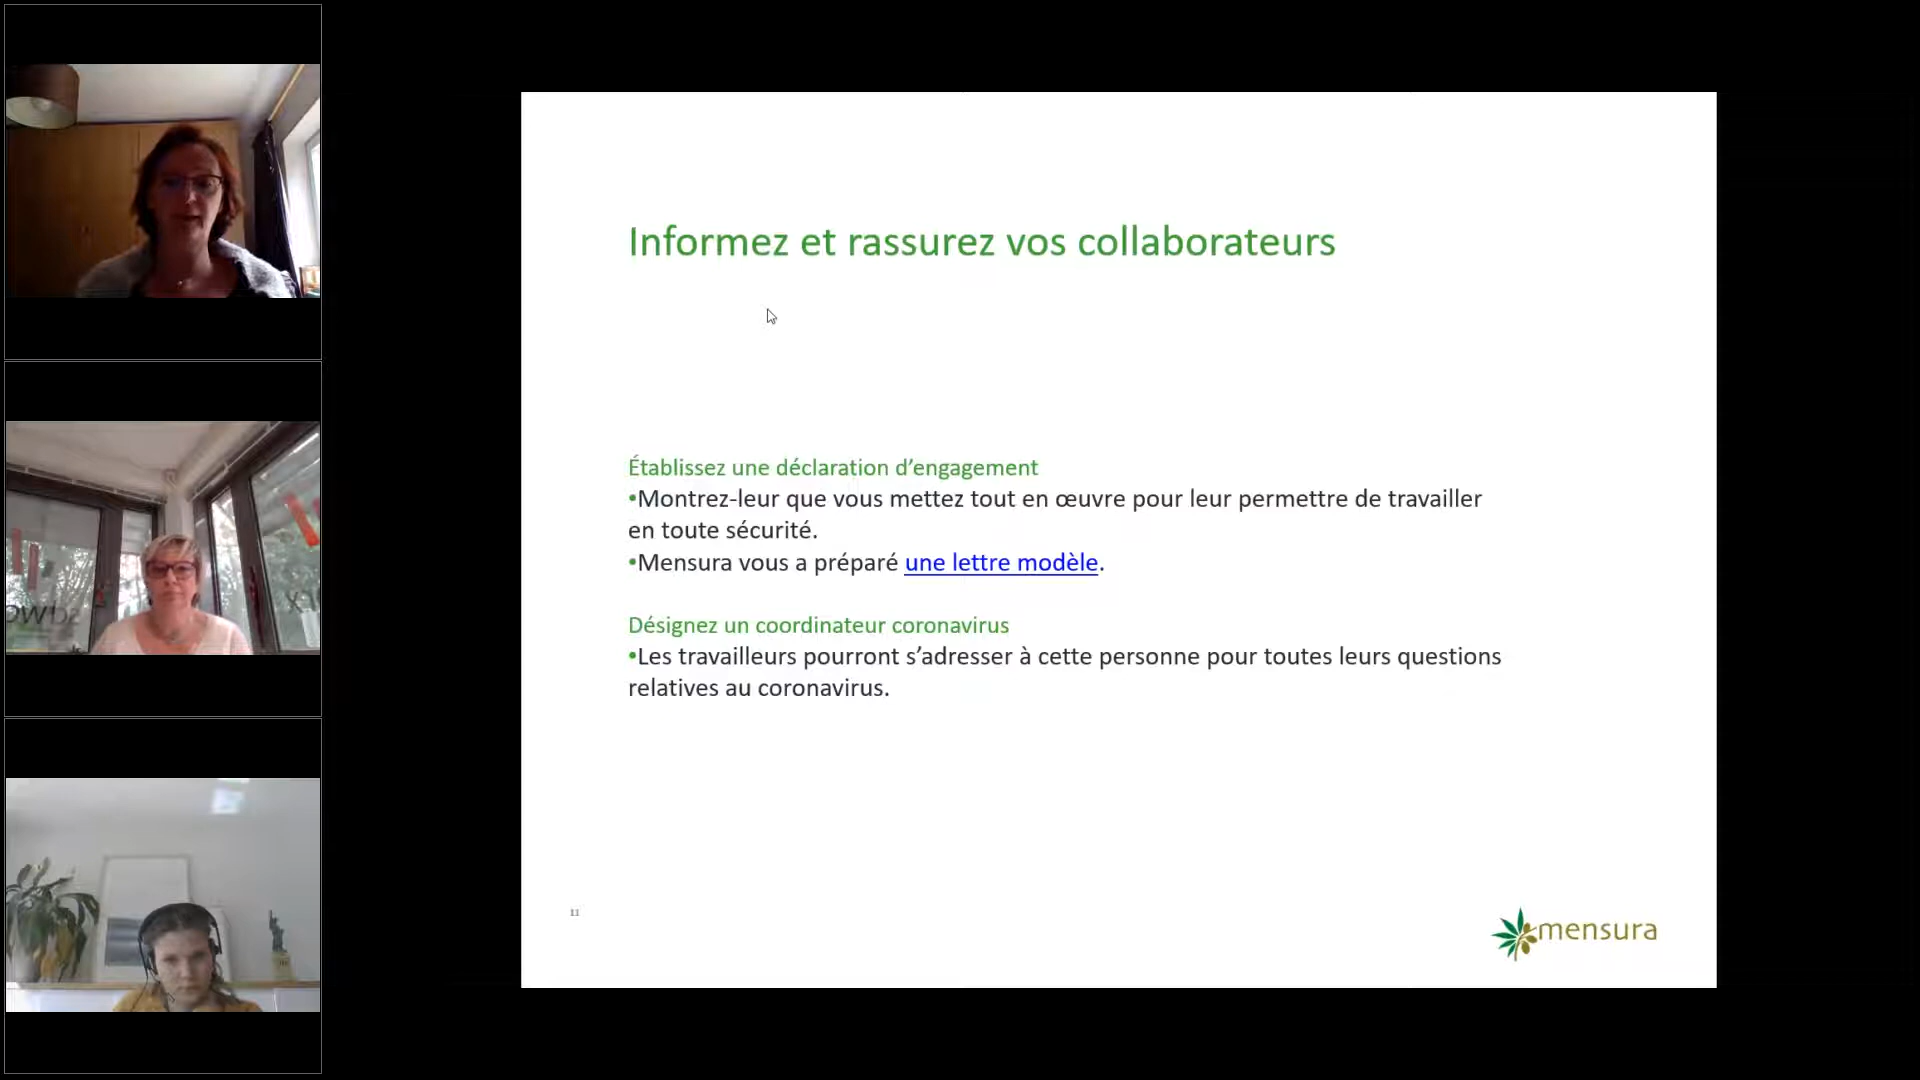 Informez et rassurez vos collaborateurs
Établissez une déclaration d’engagement
•Montrez-leur que vous mettez tout en œuvre pour leur permettre de travailler
en toute sécurité.
•Mensura vous a préparé une lettre modèle.
Désignez un coordinateur coronavirus
•Les travailleurs pourront s’adresser à cette personne pour toutes leurs questions
relatives au coronavirus.
11
mensura